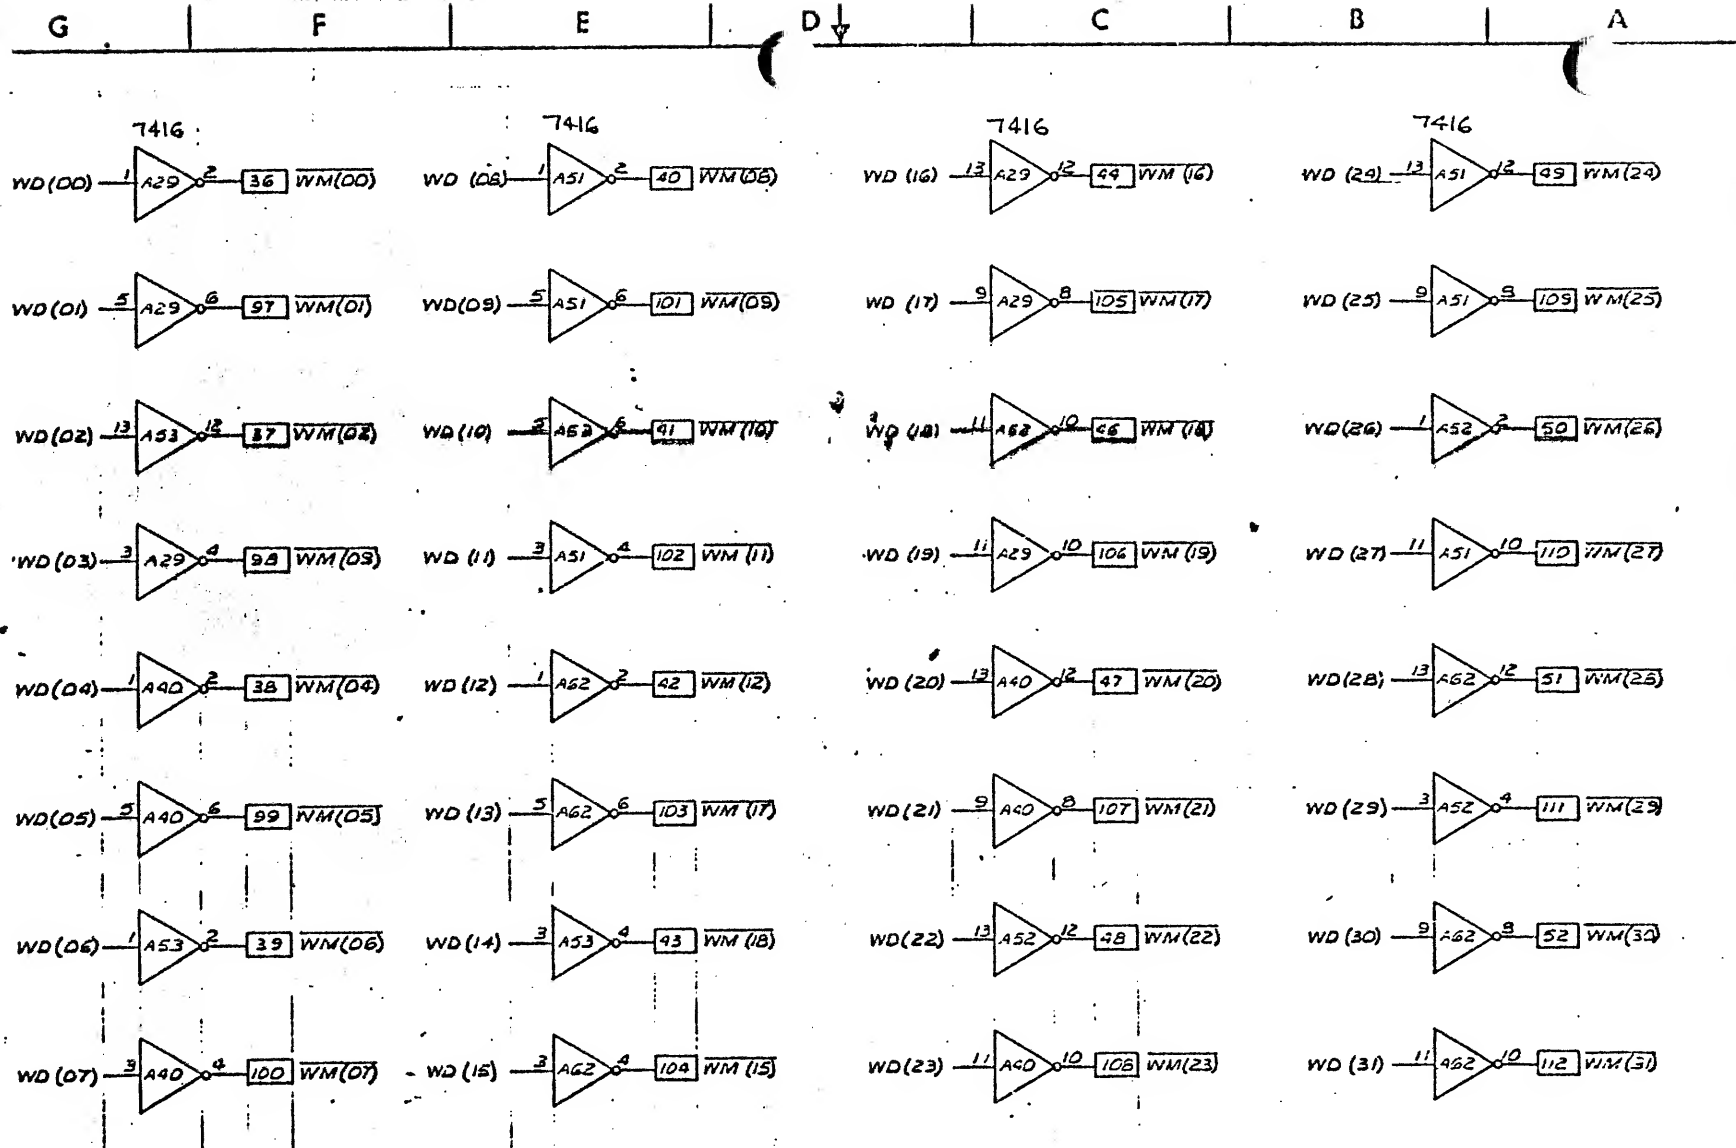 G F E D C B A
7416 7416 7416 7416
WD(00) 1 A29 2 36 WM(00) WD (08) 1 A51 2 40 WM(08) WD (16) 13 A29 12 44 WM (16) WD (24) 13 A51 12 49 WM(24)
WD(01) 5 A29 6 97 WM(01) WD(09) 5 A51 6 101 WM(09) WD (17) 9 A29 8 105 WM(17) WD (25) 9 A51 8 109 WM(25)
WD(02) 13 A53 12 37 WM(02) WD(10) 5 A53 6 41 WM(10) WD (18) 11 10 46 WM(18) WD(26) 1 A52 2 50 WM(26)
WD(03) 3 A29 4 98 WM(03) WD (11) 3 A51 4 102 WM (11) WD (19) 11 A29 10 106 WM(19) WD(27) 11 A51 10 110 WM(27)
WD(04) 1 A40 2 38 WM(04) WD(12) 1 A62 2 42 WM(12) WD(20) 13 A40 12 47 WM(20) WD(28) 13 A62 12 51 WM(28)
WD(05) 5 A40 6 99 WM(05) WD (13) 5 A62 6 103 WM (17) WD(21) 9 A40 8 107 WM(21) WD (29) 3 A52 4 111 WM(29)
WD(06) 1 A53 2 39 WM(06) WD(14) 3 A53 4 43 WM (18) WD(22) 13 A52 12 48 WM(22) WD (30) 9 A62 8 52 WM(30)
WD(07) 3 A40 4 100 WM(07) WD (15) 3 A62 4 104 WM (15) WD(23) 11 A40 10 108 WM(23) WD (31) 11 A62 10 112 WM(31)